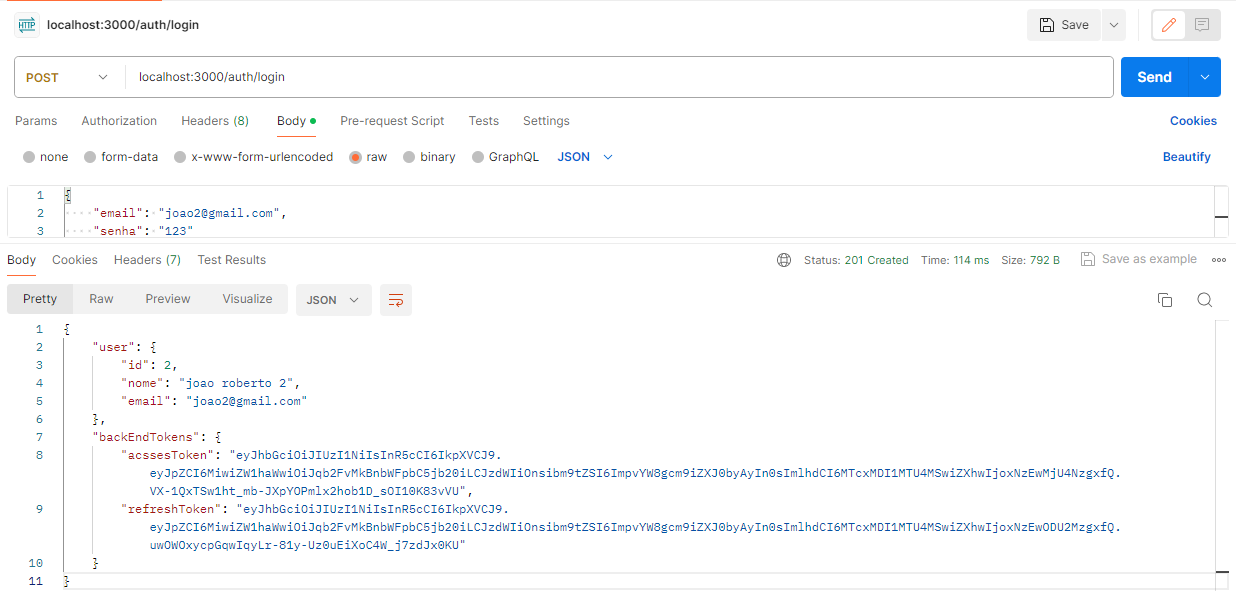 HTTP localhost:3000/auth/login Save
POST localhost:3000/auth/login Send
Params Authorization Headers (8) Body Pre-request Script Tests Settings Cookies
none form-data x-www-form-urlencoded raw binary GraphQL JSON Beautify
1 {
2 "email": "joao2@gmail.com",
3 "senha": "123"
Body Cookies Headers (7) Test Results Status: 201 Created Time: 114 ms Size: 792 B Save as example
Pretty Raw Preview Visualize JSON
1 {
2 "user": {
3 "id": 2,
4 "nome": "joao roberto 2",
5 "email": "joao2@gmail.com"
6 },
7 "backEndTokens": {
8 "acssesToken": "eyJhbGciOiJIUzI1NiIsInR5cCI6IkpXVCJ9.
eyJpZCI6MiwiZW1haWwiOiJqb2FvMkBnbWFpbC5jb20iLCJzdWIiOnsibm9tZSI6ImpvYW8gcm9iZXJ0byAyIn0sImlhdCI6MTcxMDI1MTU4MSwiZXhwIjoxNzEwMjU4NzgxfQ.
VX-1QxTSw1ht_mb-JXpYOPmlx2hob1D_sOI10K83vVU",
9 "refreshToken": "eyJhbGciOiJIUzI1NiIsInR5cCI6IkpXVCJ9.
eyJpZCI6MiwiZW1haWwiOiJqb2FvMkBnbWFpbC5jb20iLCJzdWIiOnsibm9tZSI6ImpvYW8gcm9iZXJ0byAyIn0sImlhdCI6MTcxMDI1MTU4MSwiZXhwIjoxNzEwODU2MzgxfQ.
uwOWOxycpGqwIqyLr-81y-Uz0uEiXoC4W_j7zdJx0KU"
10 }
11 }